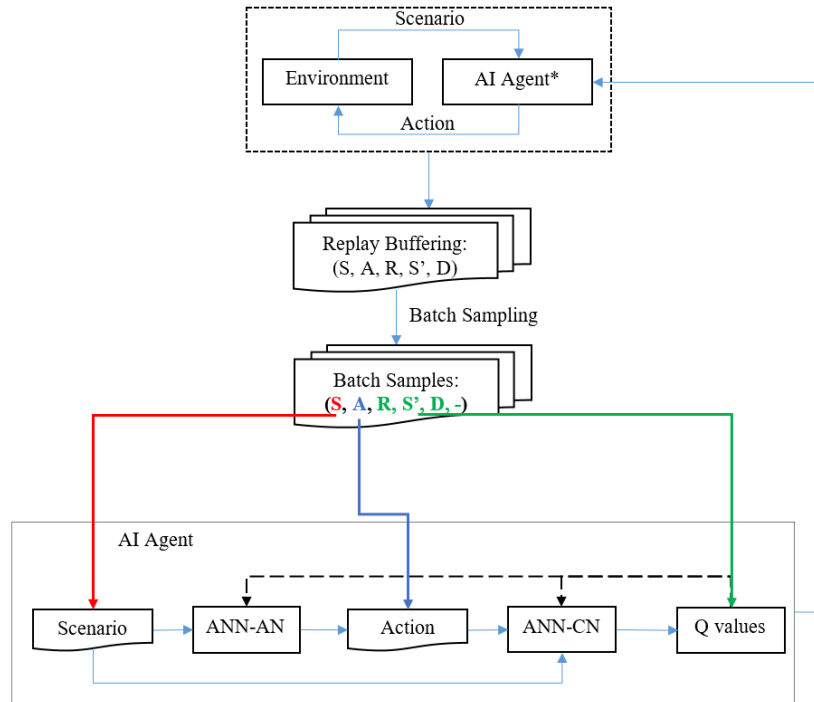 Scenario
Environment
AI Agent*
Action
Replay Buffering:
(S, A, R, S’, D)
Batch Sampling
Batch Samples:
(S, A, R, S’, D, -)
AI Agent
Scenario
ANN-AN
Action
ANN-CN
Q values